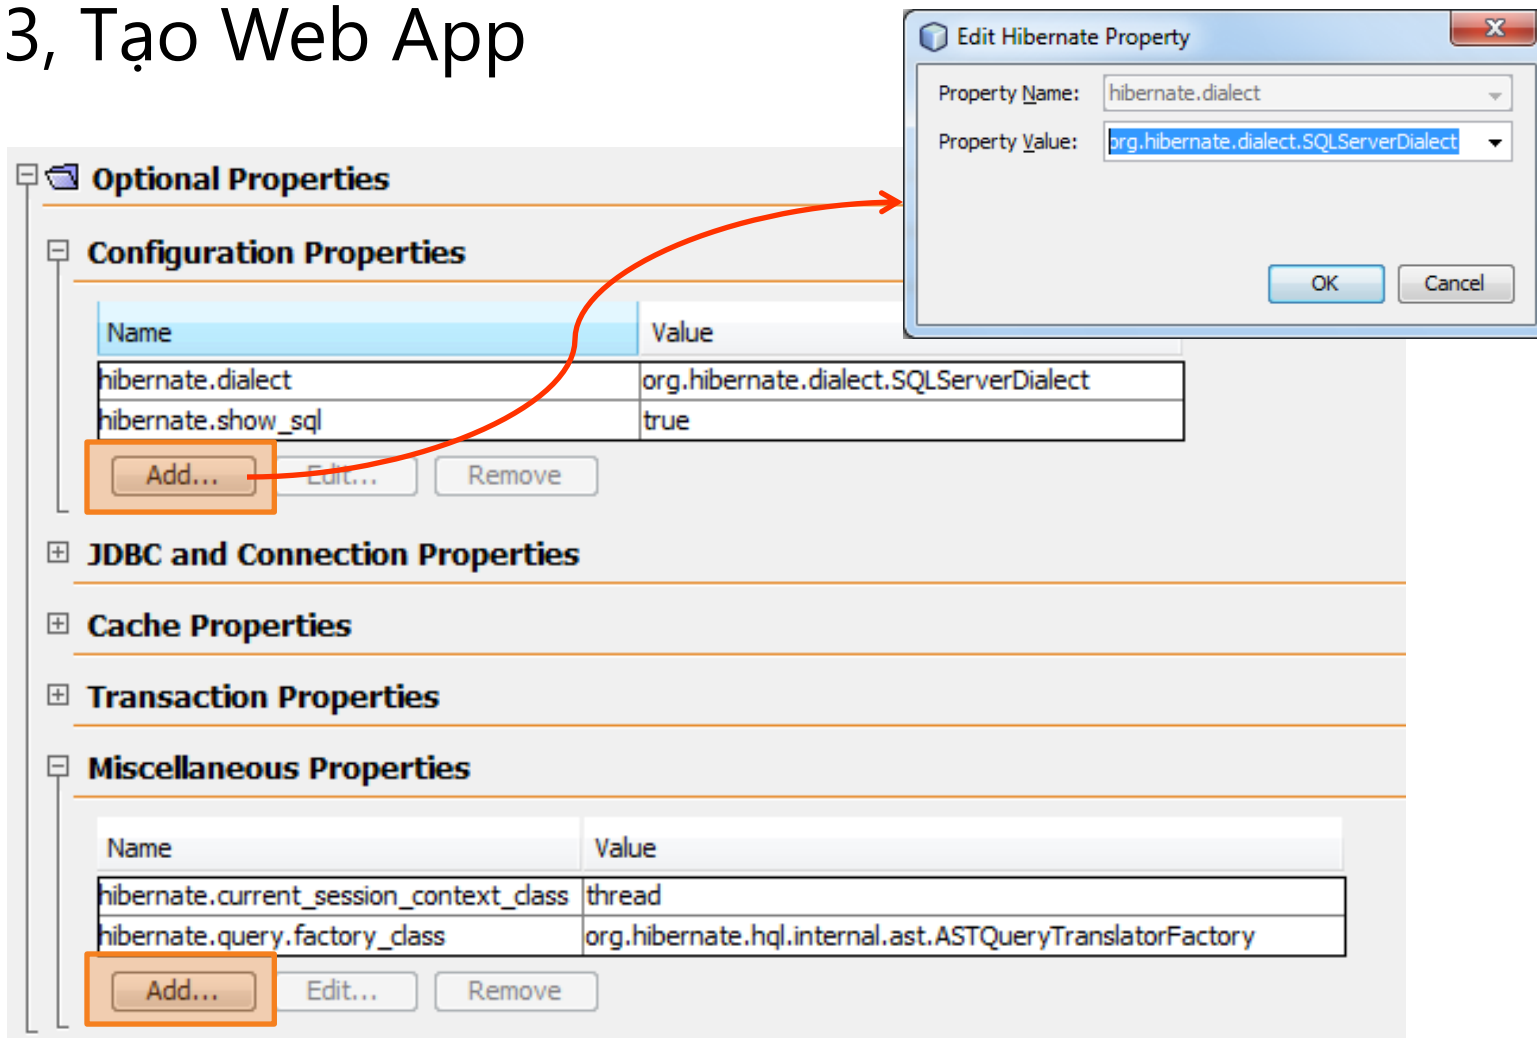 3, Tạo Web App
Edit Hibernate Property
Property Name: hibernate.dialect
Property Value: org.hibernate.dialect.SQLServerDialect
OK Cancel
Optional Properties
Configuration Properties
Name Value
hibernate.dialect org.hibernate.dialect.SQLServerDialect
hibernate.show_sql true
Add... Edit... Remove
JDBC and Connection Properties
Cache Properties
Transaction Properties
Miscellaneous Properties
Name Value
hibernate.current_session_context_class thread
hibernate.query.factory_class org.hibernate.hql.internal.ast.ASTQueryTranslatorFactory
Add... Edit... Remove